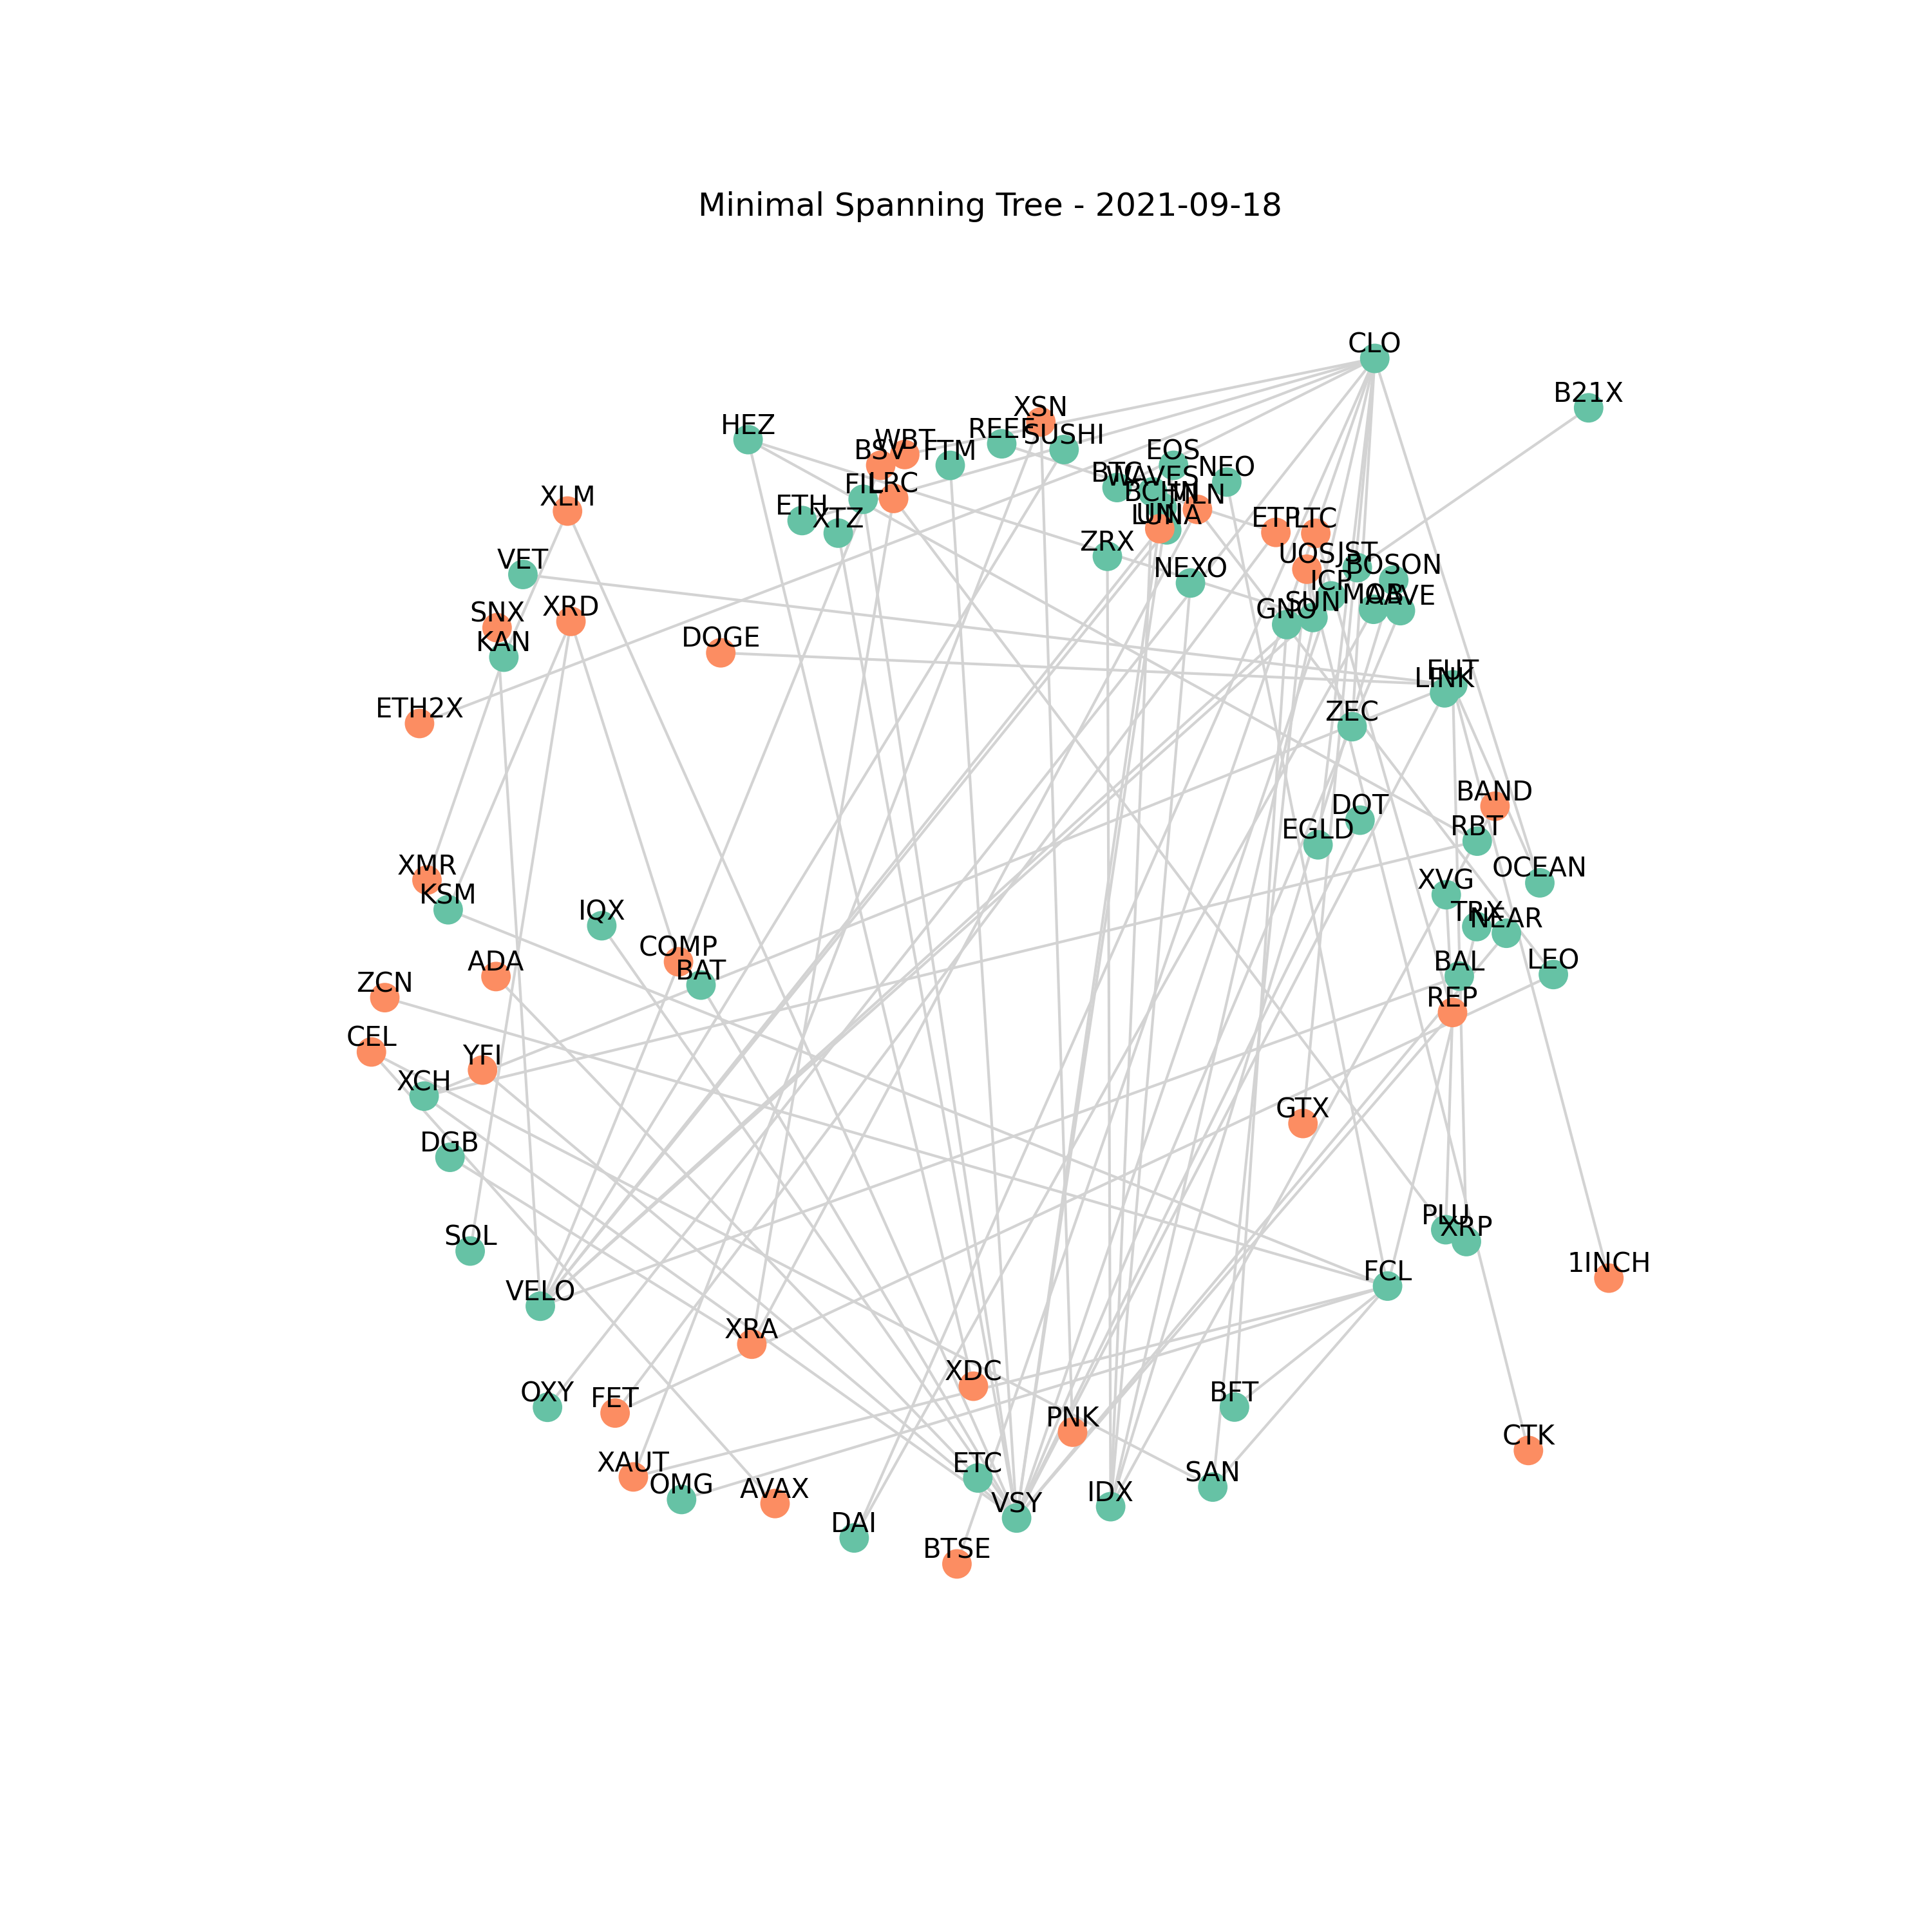 Minimal Spanning Tree - 2021-09-18
CLO
B21X
XSN
HEZ
REEF
SUSHI
WBT
BSV
FTM
EOS
BTC
NEO
WAVES
FIL
LRC
XLM
ETH
XTZ
LUNA
ETP
LTC
ZRX
UOS
JST
VET
NEXO
BOSON
ICP
SNX
XRD
GNO
SUN
MOB
AAVE
KAN
DOGE
LINK
ETH2X
ZEC
BAND
DOT
EGLD
RBT
XMR
KSM
OCEAN
XVG
IQX
TRX
NEAR
COMP
ADA
BAT
BAL
LEO
ZCN
REP
CEL
YFI
XCH
GTX
DGB
SOL
PLU
XRP
VELO
FCL
1INCH
XRA
XDC
OXY
FET
BFT
PNK
CTK
XAUT
ETC
OMG
AVAX
SAN
VSY
IDX
DAI
BTSE